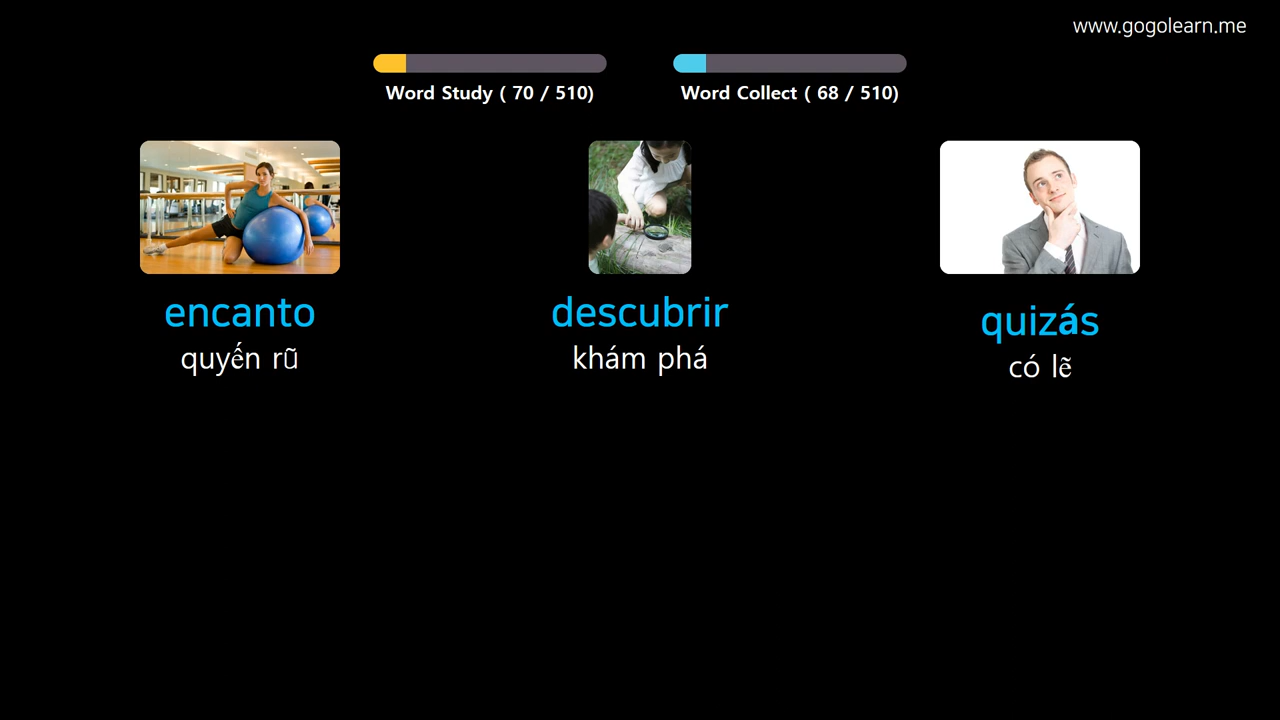 www.gogolearn.me
Word Study ( 70 / 510)
Word Collect ( 68 / 510)
encanto
quyến rũ
descubrir
khám phá
quizás
có lẽ